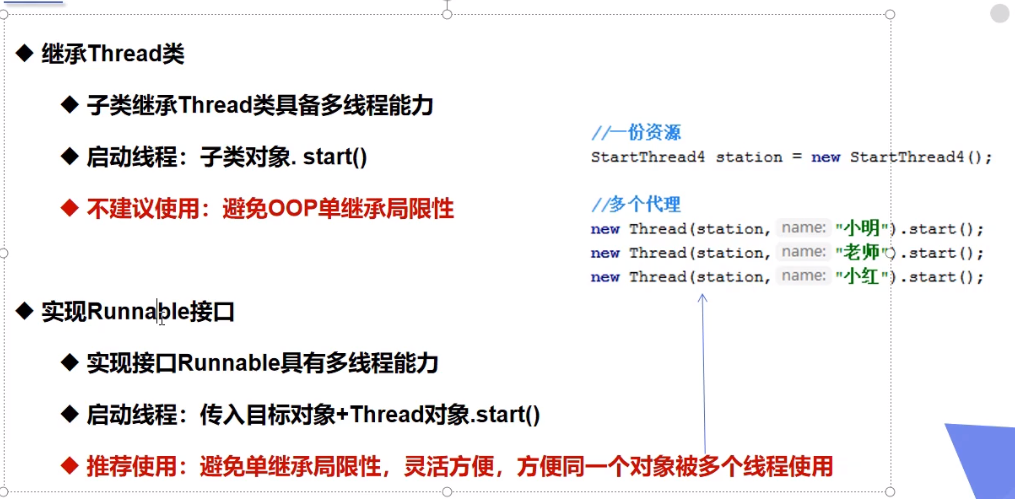 继承Thread类
子类继承Thread类具备多线程能力
启动线程：子类对象. start()
不建议使用：避免OOP单继承局限性
实现Runnable接口
实现接口Runnable具有多线程能力
启动线程：传入目标对象+Thread对象.start()
推荐使用：避免单继承局限性，灵活方便，方便同一个对象被多个线程使用
//一份资源
StartThread4 station = new StartThread4();
//多个代理
new Thread(station, name: "小明").start();
new Thread(station, name: "老师").start();
new Thread(station, name: "小红").start();